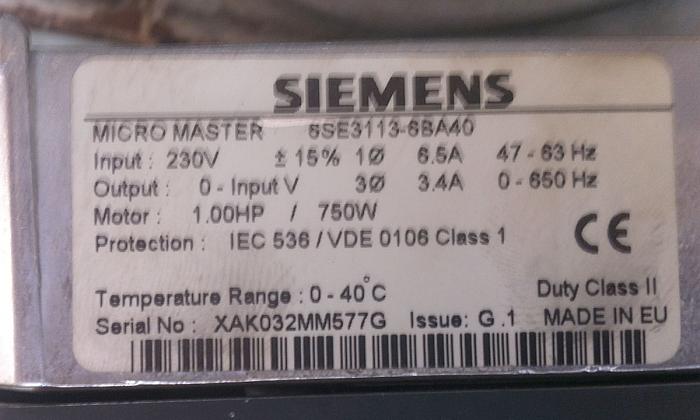 SIEMENS
MICRO MASTER 6SE3113-6BA40
Input : 230V ± 15% 1Ø 6.5A 47 - 63 Hz
Output : 0 - Input V 3Ø 3.4A 0 - 650 Hz
Motor : 1.00HP / 750W
Protection : IEC 536 / VDE 0106 Class 1
CE
Temperature Range : 0 - 40°C Duty Class II
Serial No : XAK032MM577G Issue: G .1 MADE IN EU